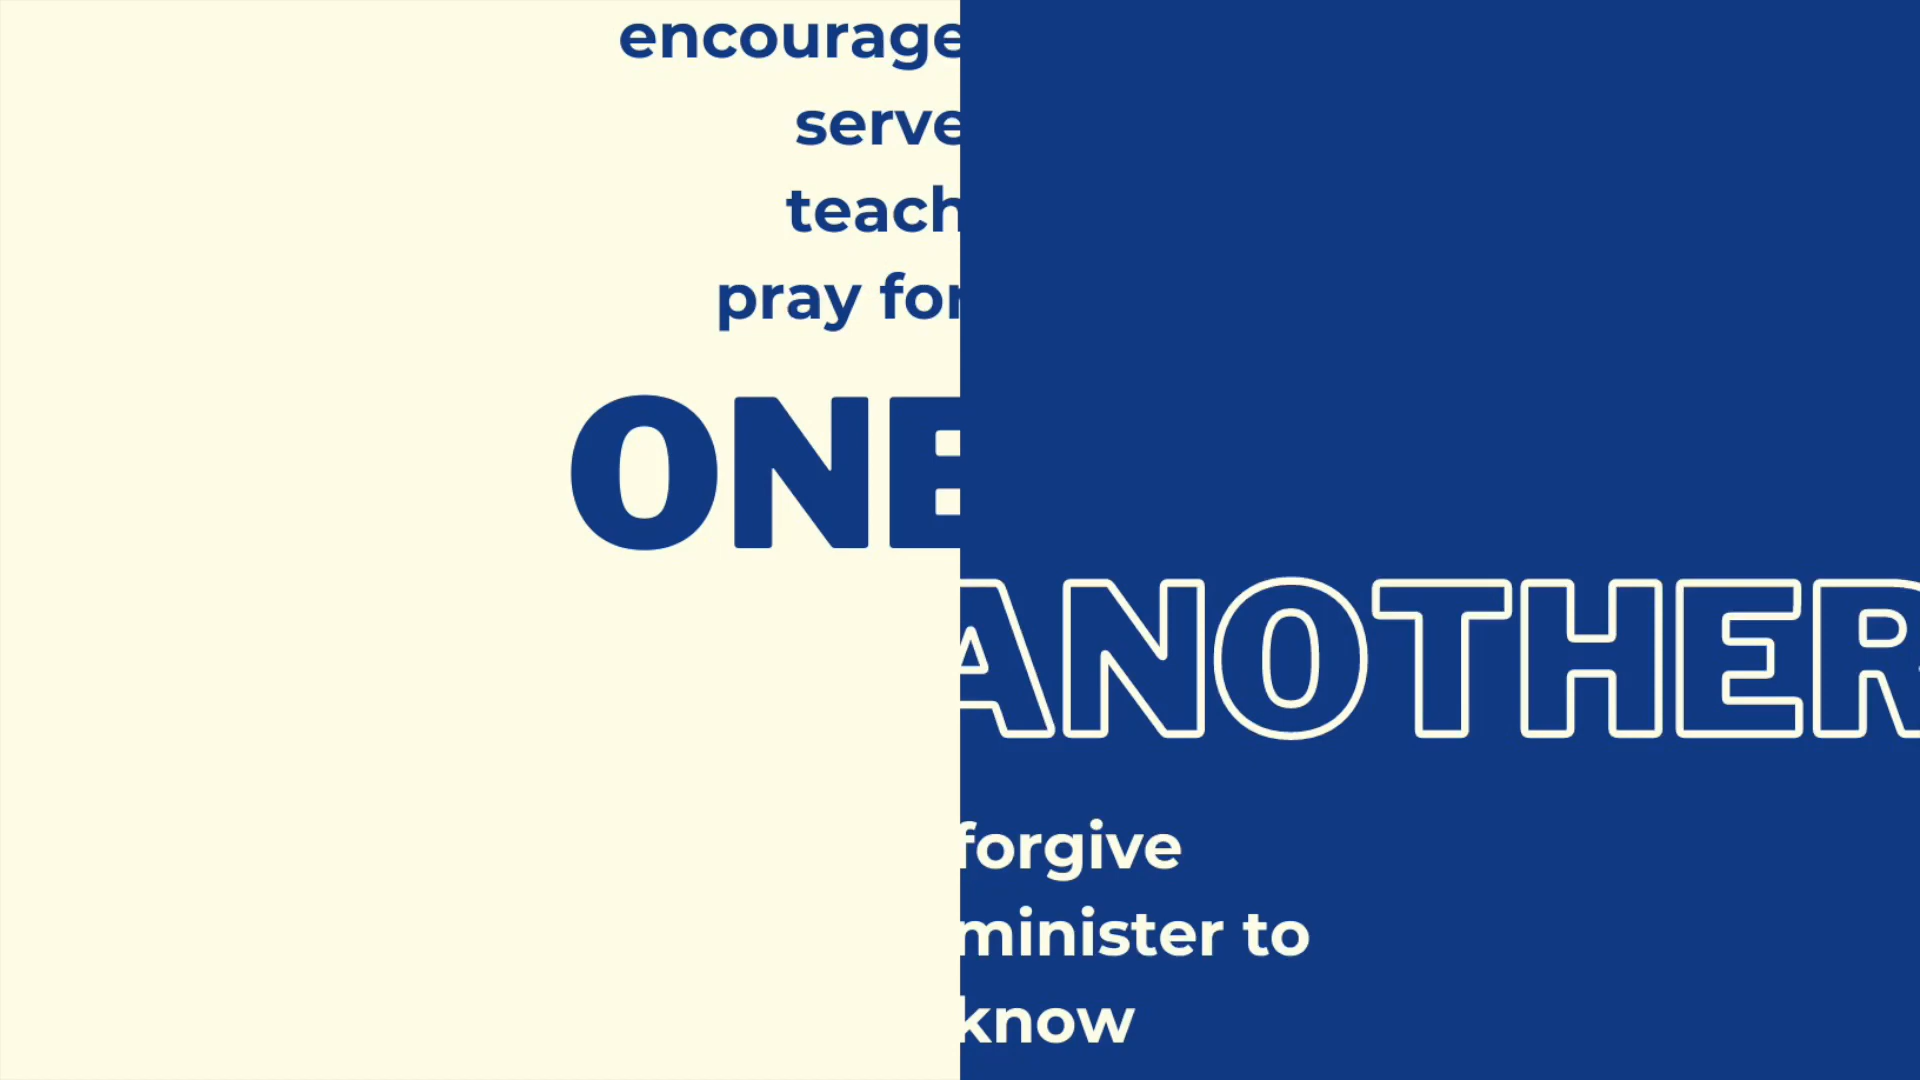 encourage
serve
teach
pray for
ONE
ANOTHER
forgive
minister to
know